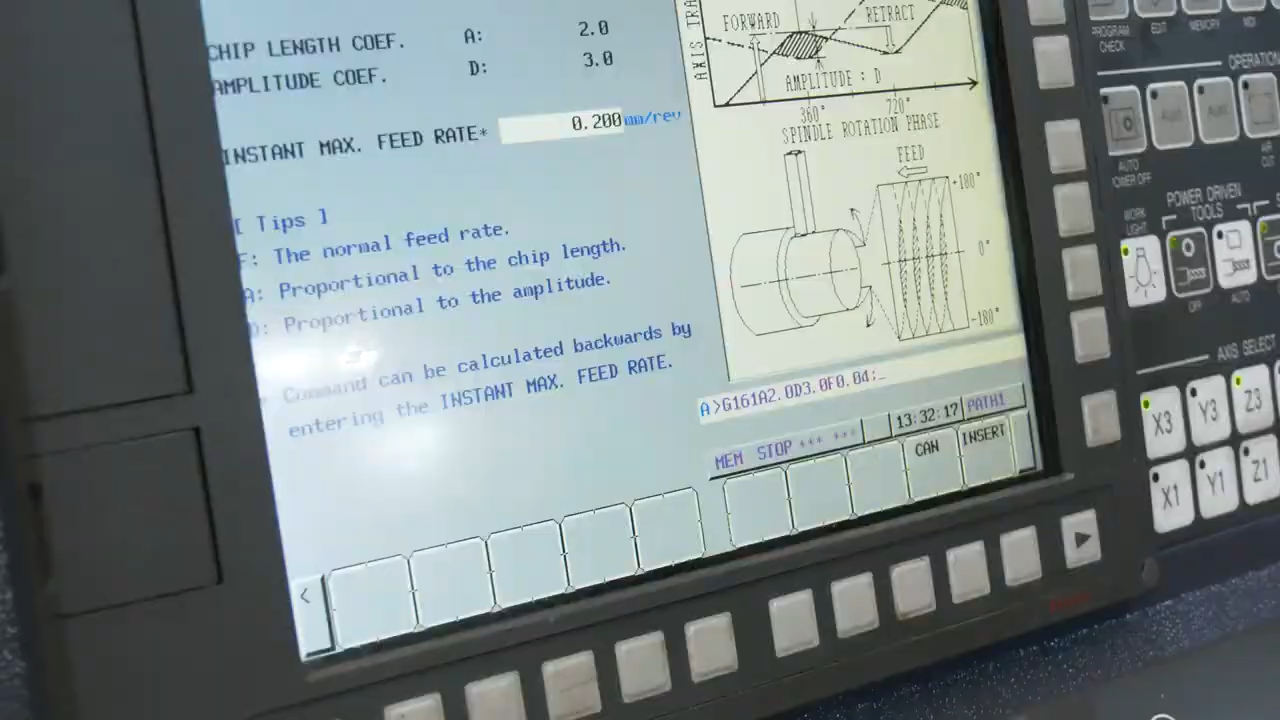 CHIP LENGTH COEF. A: 2.0
AMPLITUDE COEF. D: 3.0
INSTANT MAX. FEED RATE* 0.200 mm/rev
[ Tips ]
F: The normal feed rate.
A: Proportional to the chip length.
D: Proportional to the amplitude.
Command can be calculated backwards by
entering the INSTANT MAX. FEED RATE.
AXIS TRA
FORWARD
RETRACT
AMPLITUDE : D
360° 720°
SPINDLE ROTATION PHASE
FEED
+180°
0°
-180°
A>G161A2.0D3.0F0.04;_
MEM STOP *** *** 13:32:17 PATH1
CAN INSERT
<
PROGRAM CHECK
EDIT
MEMORY
MDI
OPERATION
AUTO POWER OFF
AIR CUT
WORK LIGHT
POWER DRIVEN TOOLS
OFF
AUTO
AXIS SELECT
X3 Y3 Z3
X1 Y1 Z1